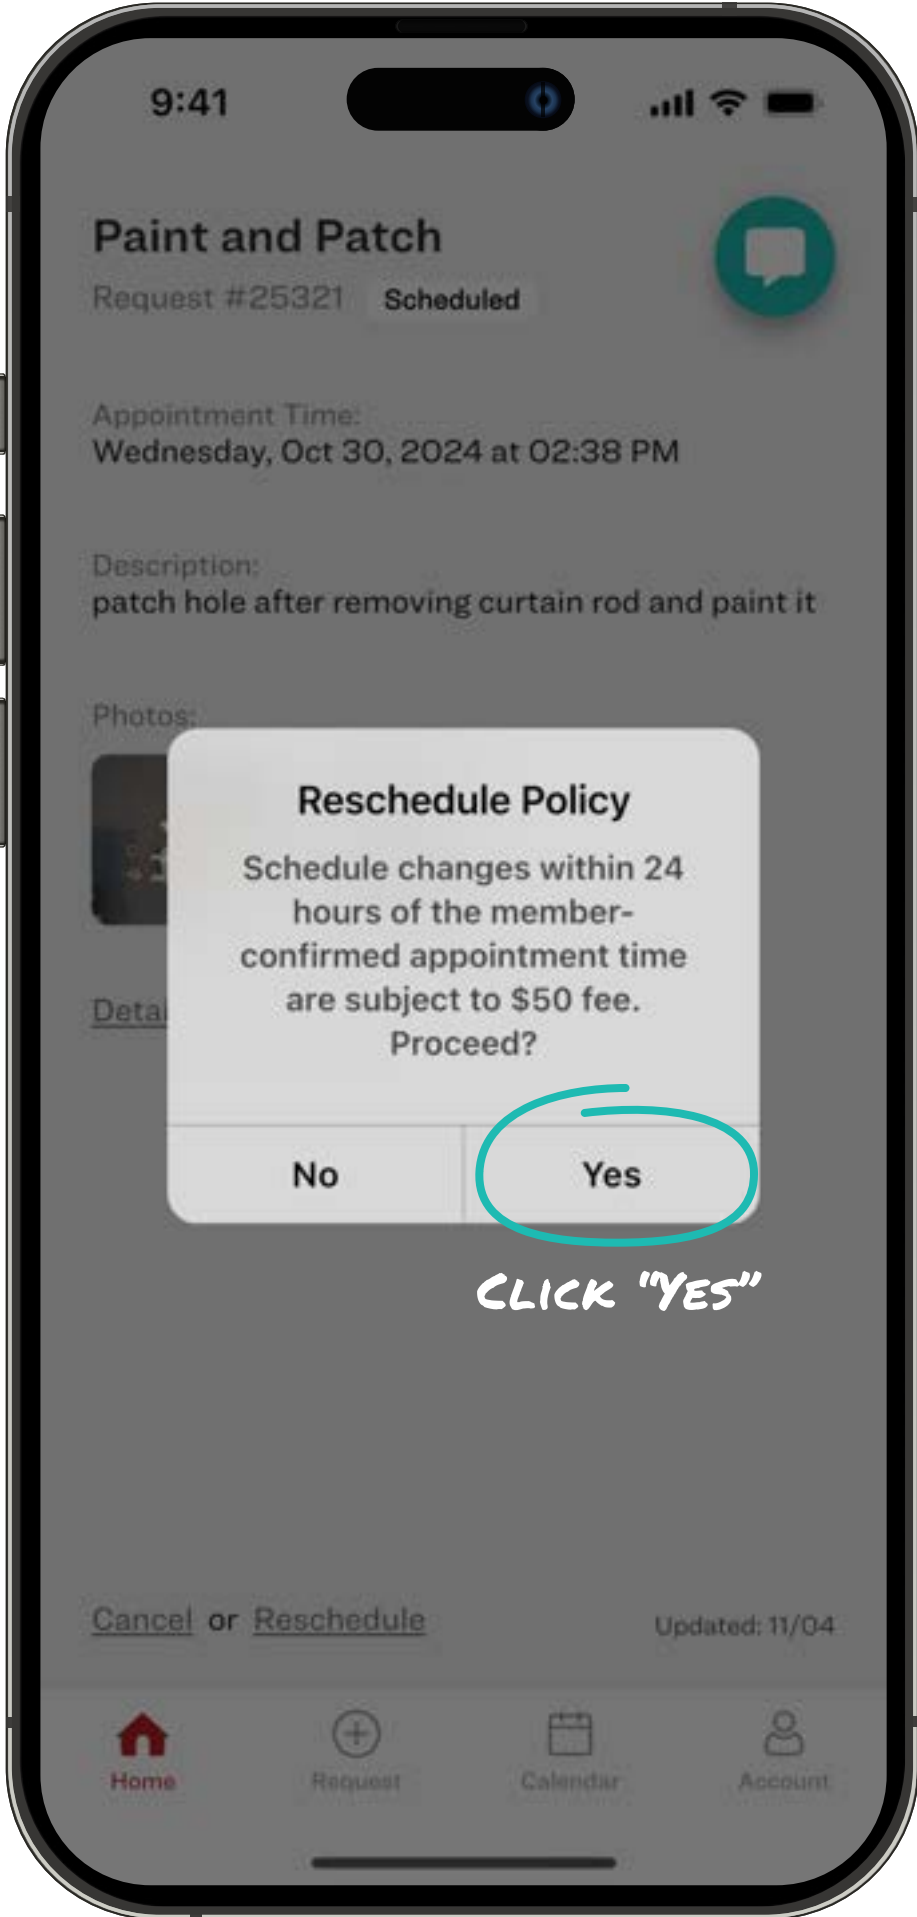 9:41
Paint and Patch
Request #25321 Scheduled
Appointment Time:
Wednesday, Oct 30, 2024 at 02:38 PM
Description:
patch hole after removing curtain rod and paint it
Photos:
Reschedule Policy
Schedule changes within 24
hours of the member-
confirmed appointment time
are subject to $50 fee.
Proceed?
Detai
No Yes
CLICK "YES"
Cancel or Reschedule Updated: 11/04
Home Request Calendar Account